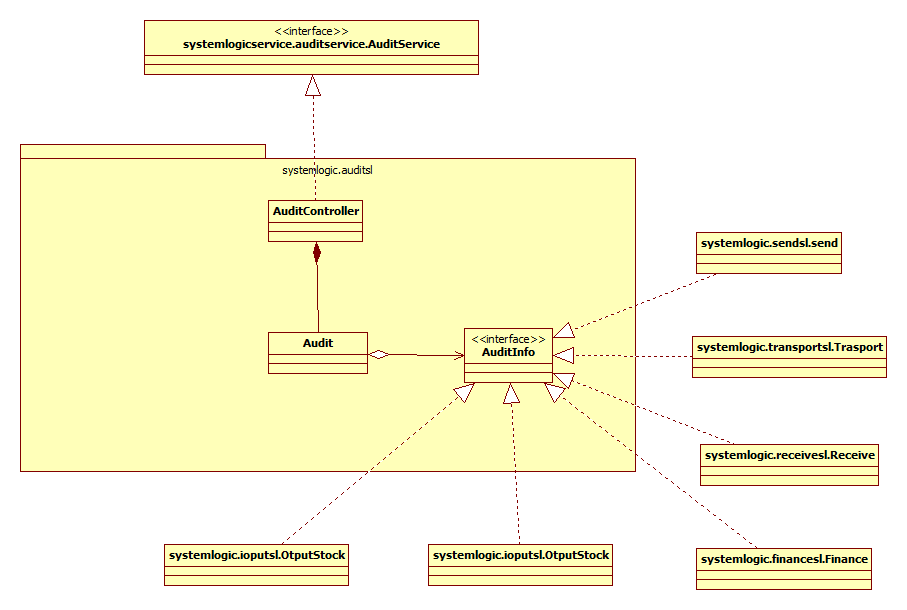 <<interface>>
systemlogicservice.auditservice.AuditService
systemlogic.auditsl
AuditController
systemlogic.sendsl.send
Audit
<<interface>>
AuditInfo
systemlogic.transportsl.Trasport
systemlogic.receivesl.Receive
systemlogic.ioputsl.OtputStock
systemlogic.ioputsl.OtputStock
systemlogic.financesl.Finance